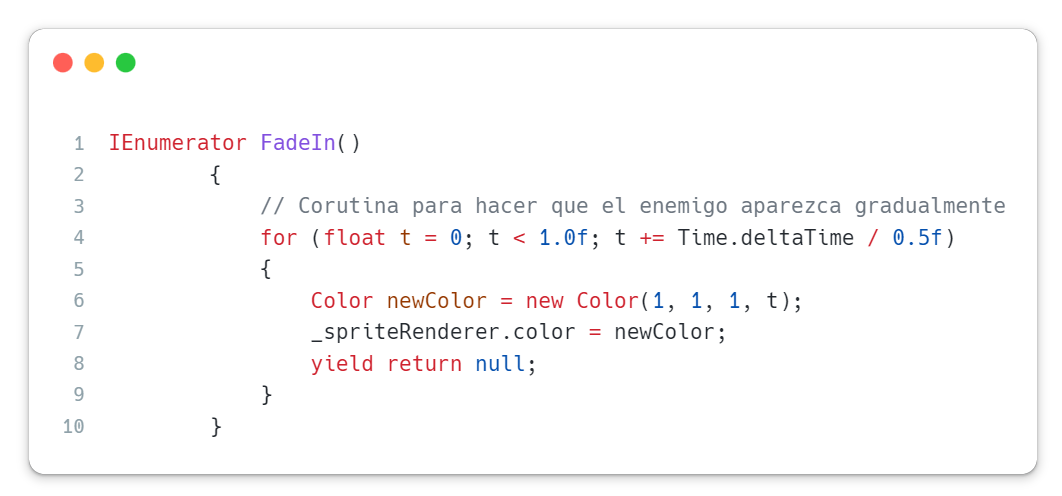 1 IEnumerator FadeIn()
2 {
3 // Corutina para hacer que el enemigo aparezca gradualmente
4 for (float t = 0; t < 1.0f; t += Time.deltaTime / 0.5f)
5 {
6 Color newColor = new Color(1, 1, 1, t);
7 _spriteRenderer.color = newColor;
8 yield return null;
9 }
10 }